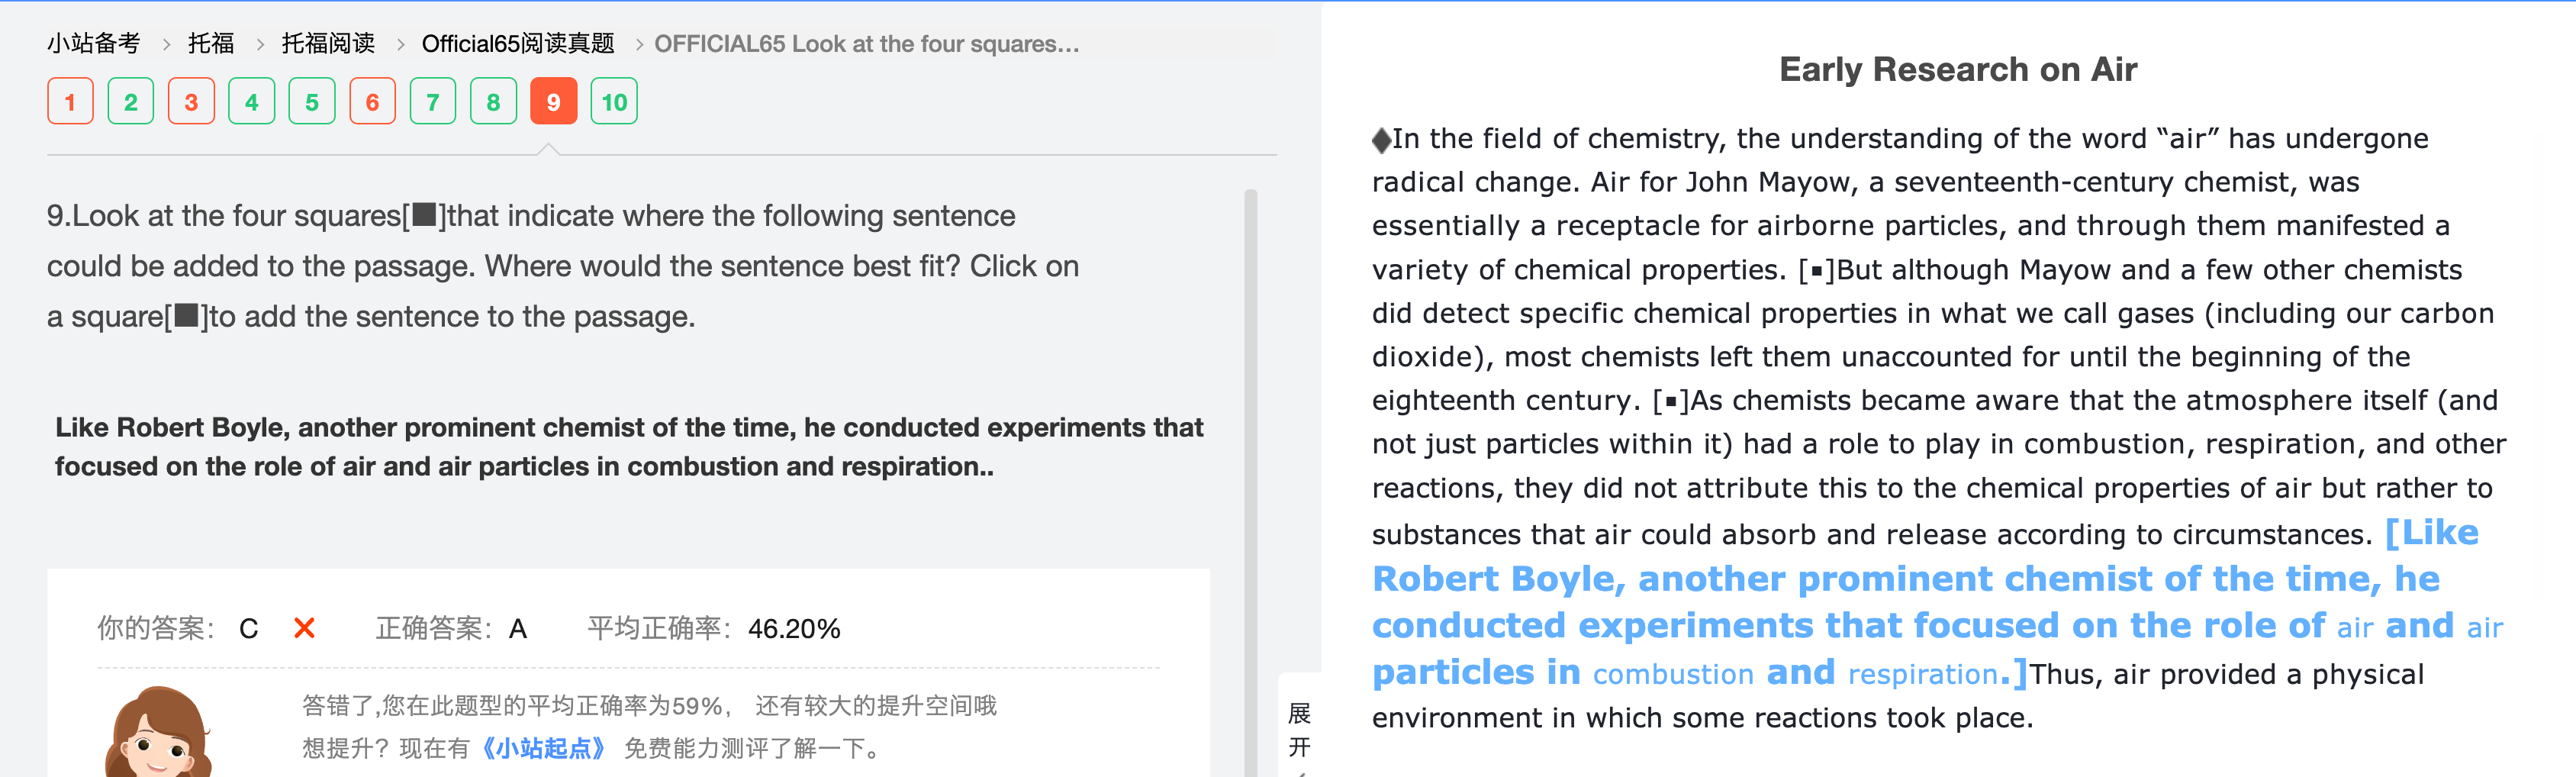 小站备考 > 托福 > 托福阅读 > Official65阅读真题 > OFFICIAL65 Look at the four squares...
1 2 3 4 5 6 7 8 9 10
9.Look at the four squares[■]that indicate where the following sentence
could be added to the passage. Where would the sentence best fit? Click on
a square[■]to add the sentence to the passage.
Like Robert Boyle, another prominent chemist of the time, he conducted experiments that
focused on the role of air and air particles in combustion and respiration..
你的答案： C ✕ 正确答案： A 平均正确率： 46.20%
答错了,您在此题型的平均正确率为59%， 还有较大的提升空间哦
想提升？现在有《小站起点》 免费能力测评了解一下。
展
开
Early Research on Air
♦In the field of chemistry, the understanding of the word “air” has undergone
radical change. Air for John Mayow, a seventeenth-century chemist, was
essentially a receptacle for airborne particles, and through them manifested a
variety of chemical properties. [▪]But although Mayow and a few other chemists
did detect specific chemical properties in what we call gases (including our carbon
dioxide), most chemists left them unaccounted for until the beginning of the
eighteenth century. [▪]As chemists became aware that the atmosphere itself (and
not just particles within it) had a role to play in combustion, respiration, and other
reactions, they did not attribute this to the chemical properties of air but rather to
substances that air could absorb and release according to circumstances. [Like
Robert Boyle, another prominent chemist of the time, he
conducted experiments that focused on the role of air and air
particles in combustion and respiration.]Thus, air provided a physical
environment in which some reactions took place.